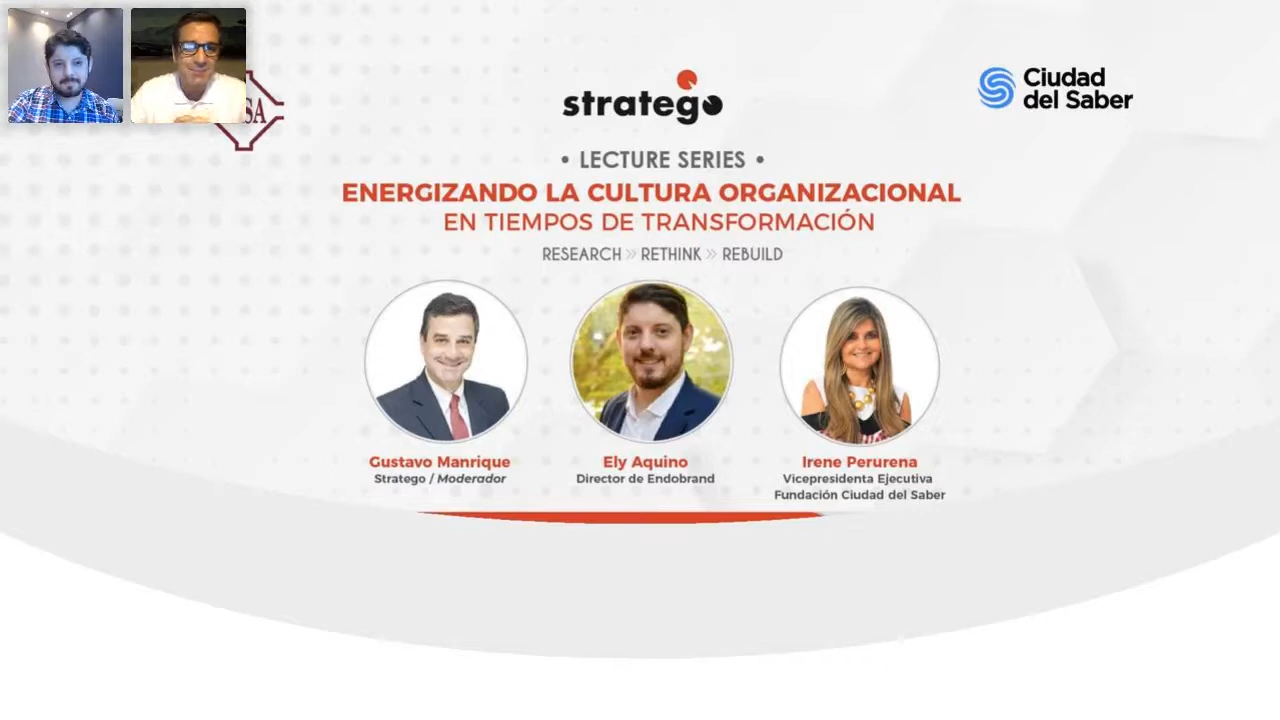 SA
stratego
Ciudad
del Saber
• LECTURE SERIES •
ENERGIZANDO LA CULTURA ORGANIZACIONAL
EN TIEMPOS DE TRANSFORMACIÓN
RESEARCH » RETHINK » REBUILD
Gustavo Manrique
Stratego / Moderador
Ely Aquino
Director de Endobrand
Irene Perurena
Vicepresidenta Ejecutiva
Fundación Ciudad del Saber